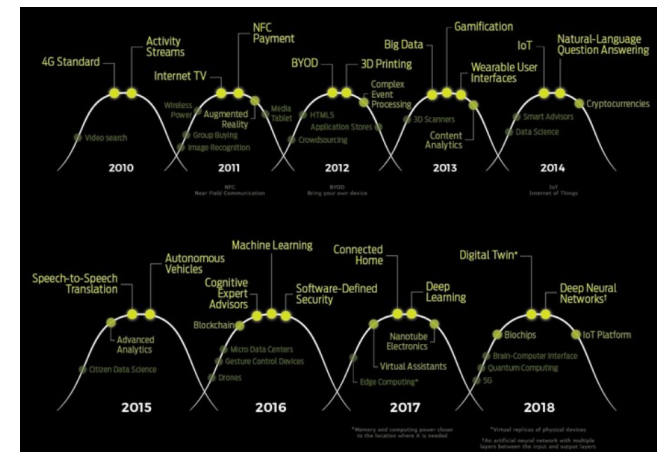 4G Standard
Activity
Streams
Video search
2010
Internet TV
NFC
Payment
Wireless
Power
Augmented
Reality
Media
Tablet
Group Buying
Image Recognition
2011
NFC
Near Field Communication
BYOD
3D Printing
Complex
Event
Processing
HTML5
Application Stores
Crowdsourcing
2012
BYOD
Bring your own device
Big Data
Gamification
Wearable User
Interfaces
3D Scanners
Content
Analytics
2013
IoT
Natural-Language
Question Answering
Cryptocurrencies
Smart Advisors
Data Science
2014
IoT
Internet of Things
Speech-to-Speech
Translation
Autonomous
Vehicles
Advanced
Analytics
Citizen Data Science
2015
Machine Learning
Cognitive
Expert
Advisors
Software-Defined
Security
Blockchain
Micro Data Centers
Gesture Control Devices
Drones
2016
Connected
Home
Deep
Learning
Nanotube
Electronics
Virtual Assistants
Edge Computing*
2017
*Memory and computing power closer
to the location where it is needed
Digital Twin*
Deep Neural
Networks†
Biochips
IoT Platform
Brain-Computer Interface
Quantum Computing
5G
2018
*Virtual replicas of physical devices
†An artificial neural network with multiple
layers between the input and output layers